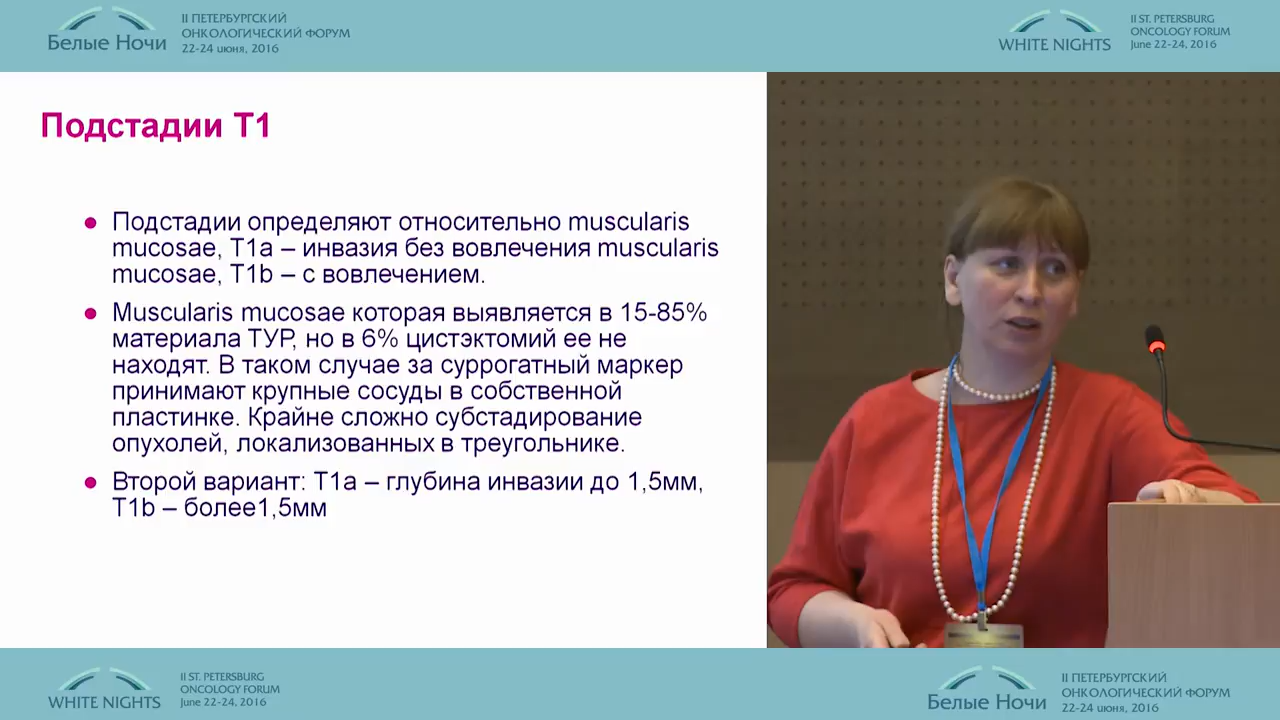 Белые Ночи
II ПЕТЕРБУРГСКИЙ
ОНКОЛОГИЧЕСКИЙ ФОРУМ
22-24 июня, 2016
WHITE NIGHTS
II ST. PETERSBURG
ONCOLOGY FORUM
June 22-24, 2016
Подстадии T1
Подстадии определяют относительно muscularis
mucosae, T1a – инвазия без вовлечения muscularis
mucosae, T1b – с вовлечением.
Muscularis mucosae которая выявляется в 15-85%
материала ТУР, но в 6% цистэктомий ее не
находят. В таком случае за суррогатный маркер
принимают крупные сосуды в собственной
пластинке. Крайне сложно субстадирование
опухолей, локализованных в треугольнике.
Второй вариант: T1a – глубина инвазии до 1,5мм,
T1b – более1,5мм
WHITE NIGHTS
II ST. PETERSBURG
ONCOLOGY FORUM
June 22-24, 2016
Белые Ночи
II ПЕТЕРБУРГСКИЙ
ОНКОЛОГИЧЕСКИЙ ФОРУМ
22-24 июня, 2016